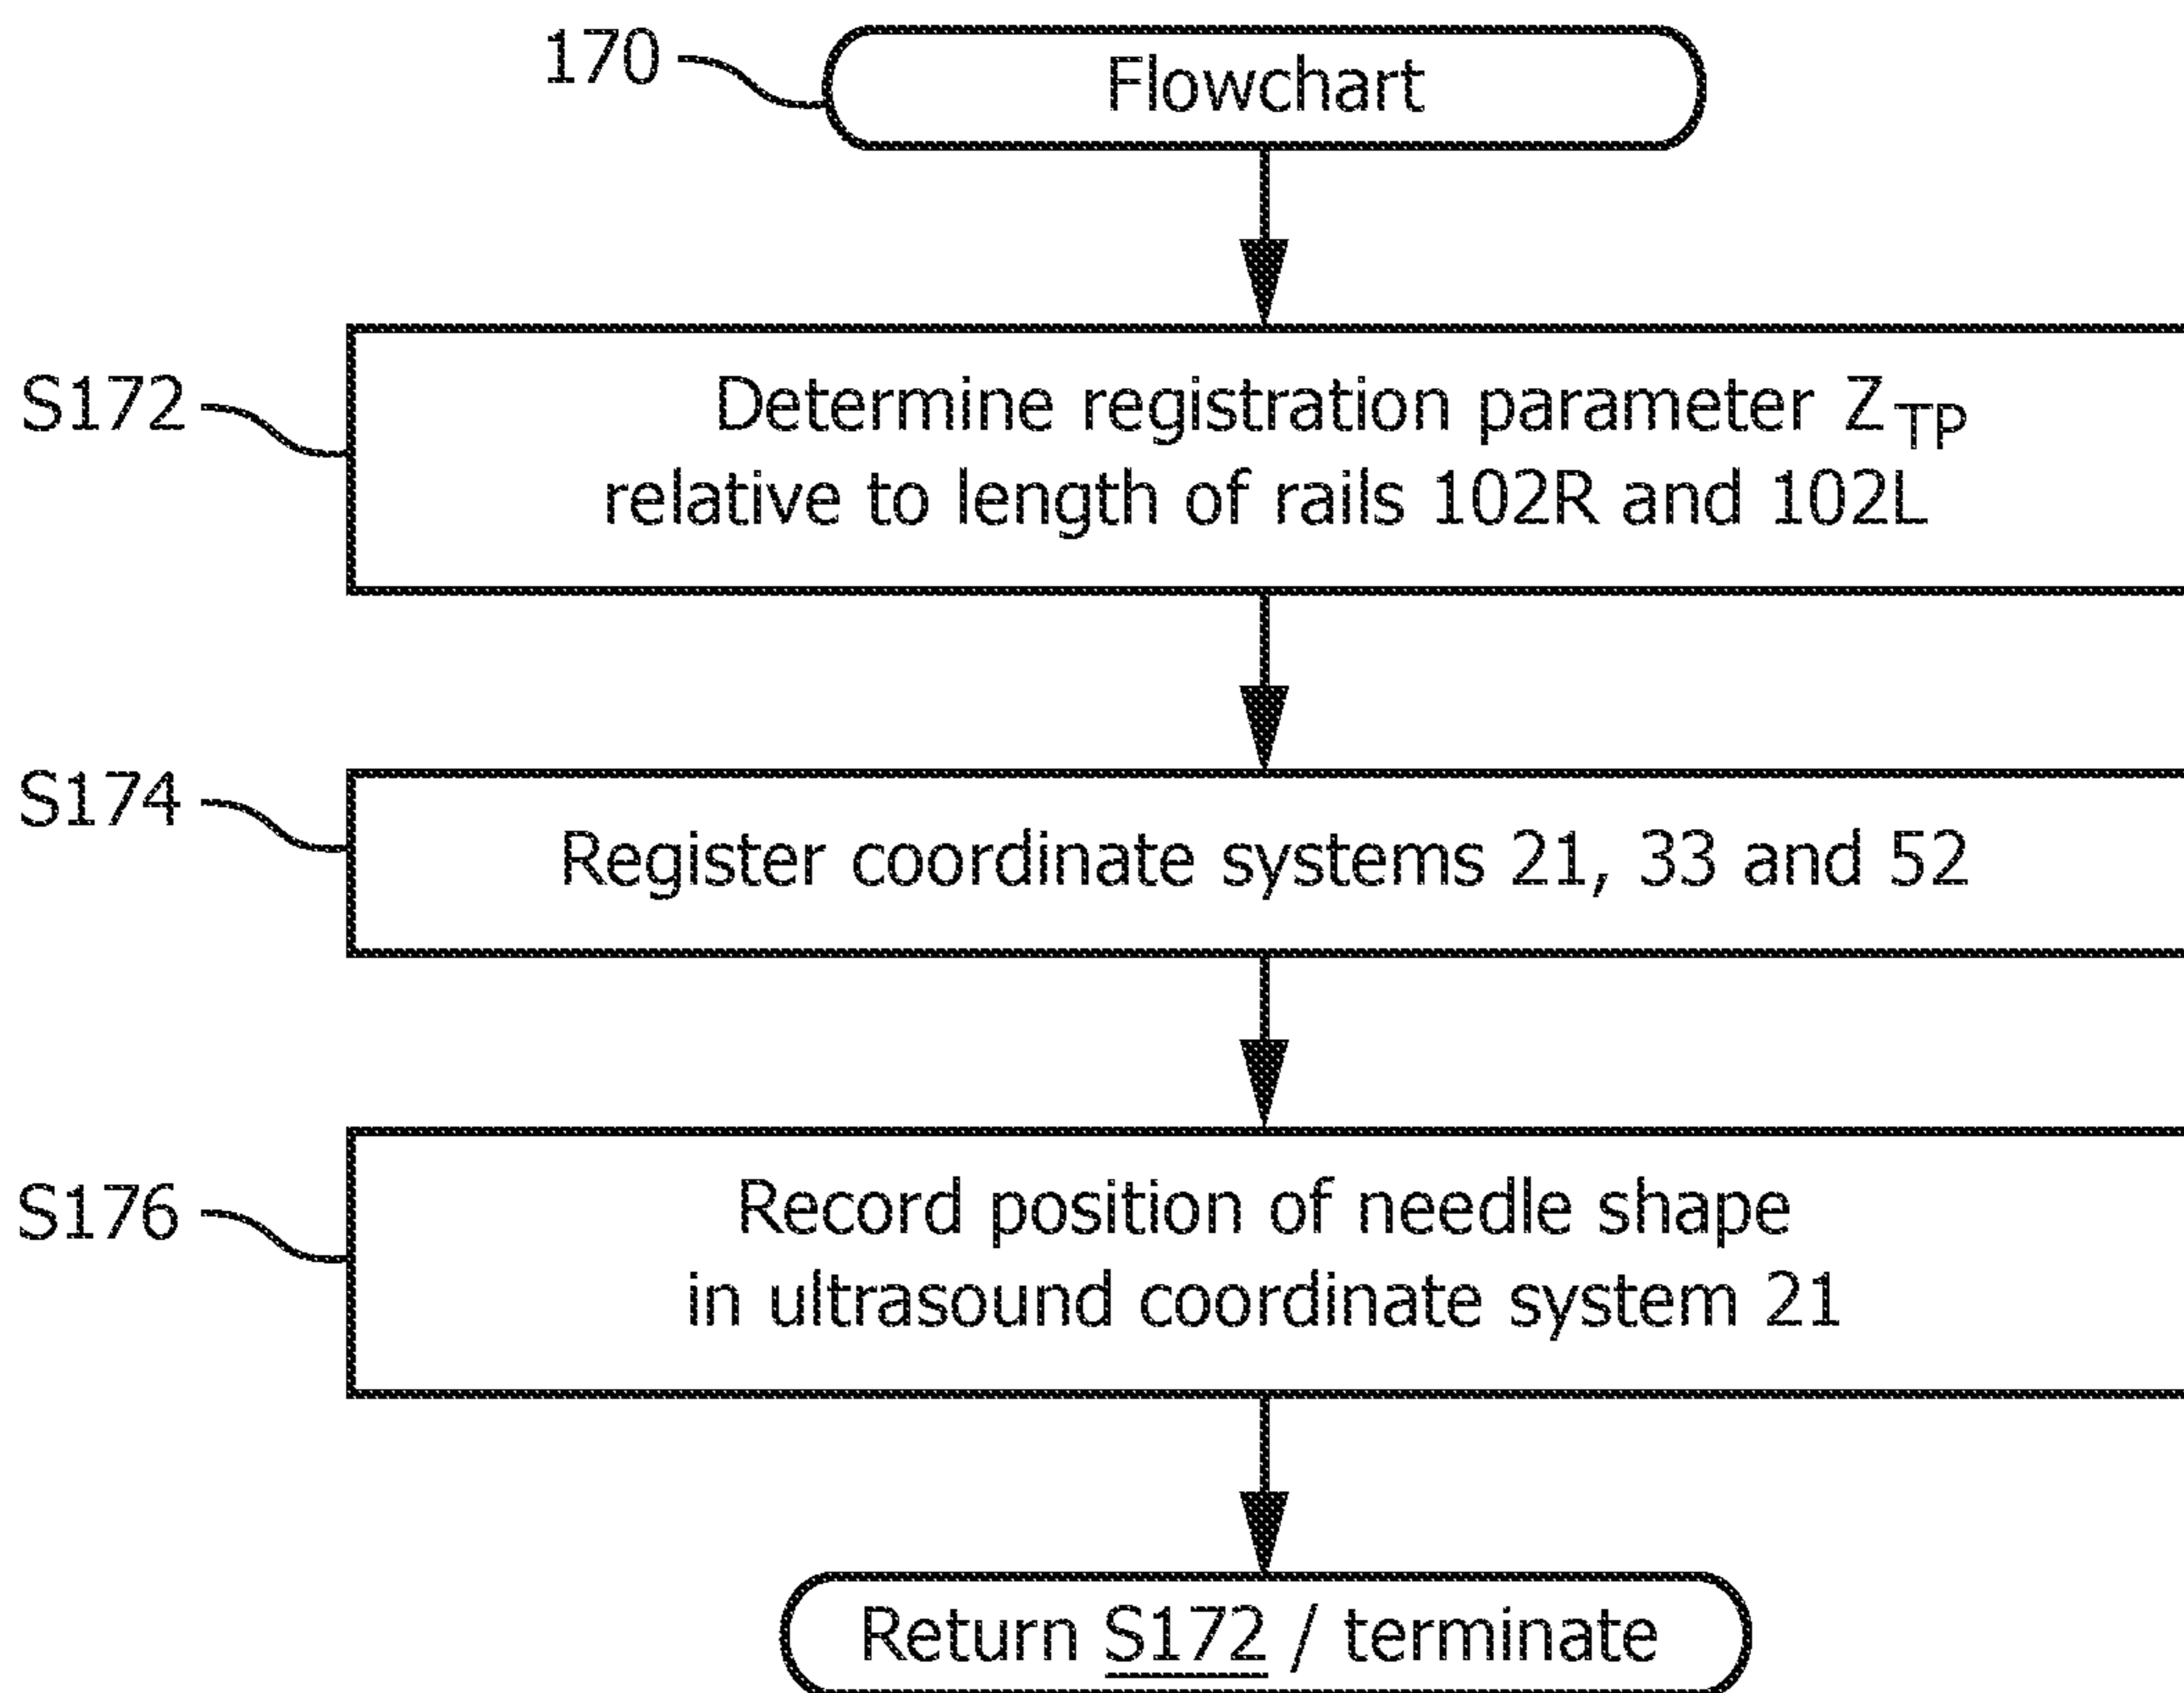 170
Flowchart
S172
Determine registration parameter Z_TP
relative to length of rails 102R and 102L
S174
Register coordinate systems 21, 33 and 52
S176
Record position of needle shape
in ultrasound coordinate system 21
Return S172 / terminate